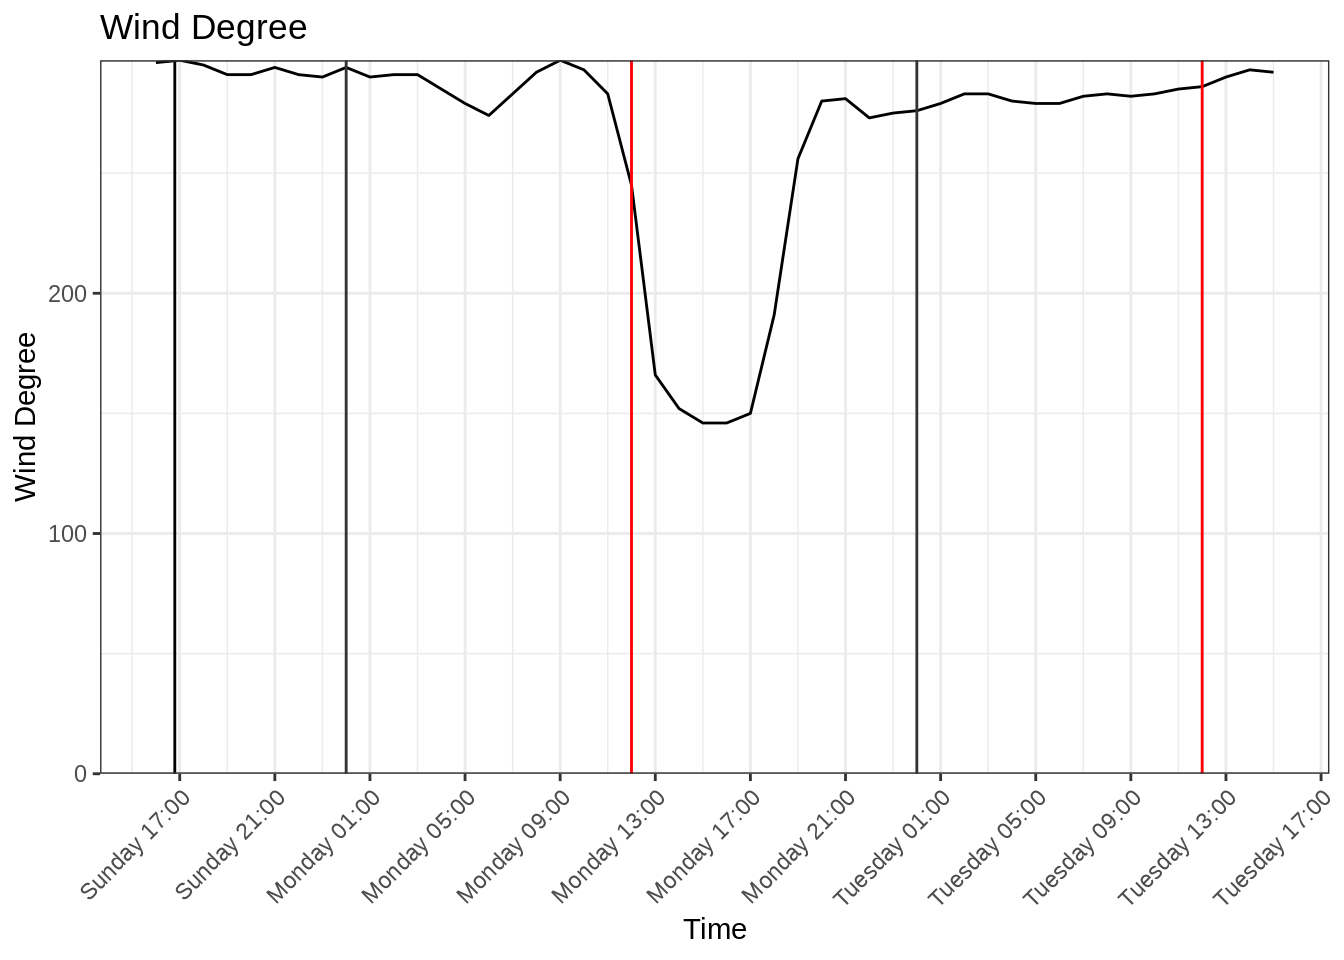 Wind Degree
Wind Degree
200
100
0
Sunday 17:00
Sunday 21:00
Monday 01:00
Monday 05:00
Monday 09:00
Monday 13:00
Monday 17:00
Monday 21:00
Tuesday 01:00
Tuesday 05:00
Tuesday 09:00
Tuesday 13:00
Tuesday 17:00
Time